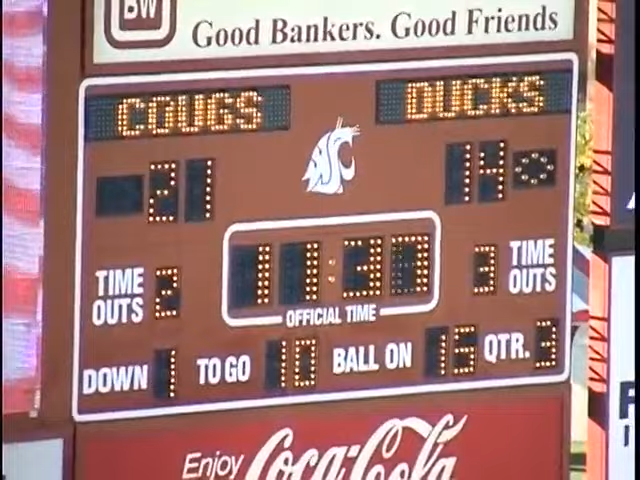 BW
Good Bankers. Good Friends
COUGS DUCKS
21 14
11:37
TIME OUTS 2
3 TIME OUTS
OFFICIAL TIME
DOWN 1 TO GO 10 BALL ON 15 QTR. 3
Enjoy
Coca-Cola